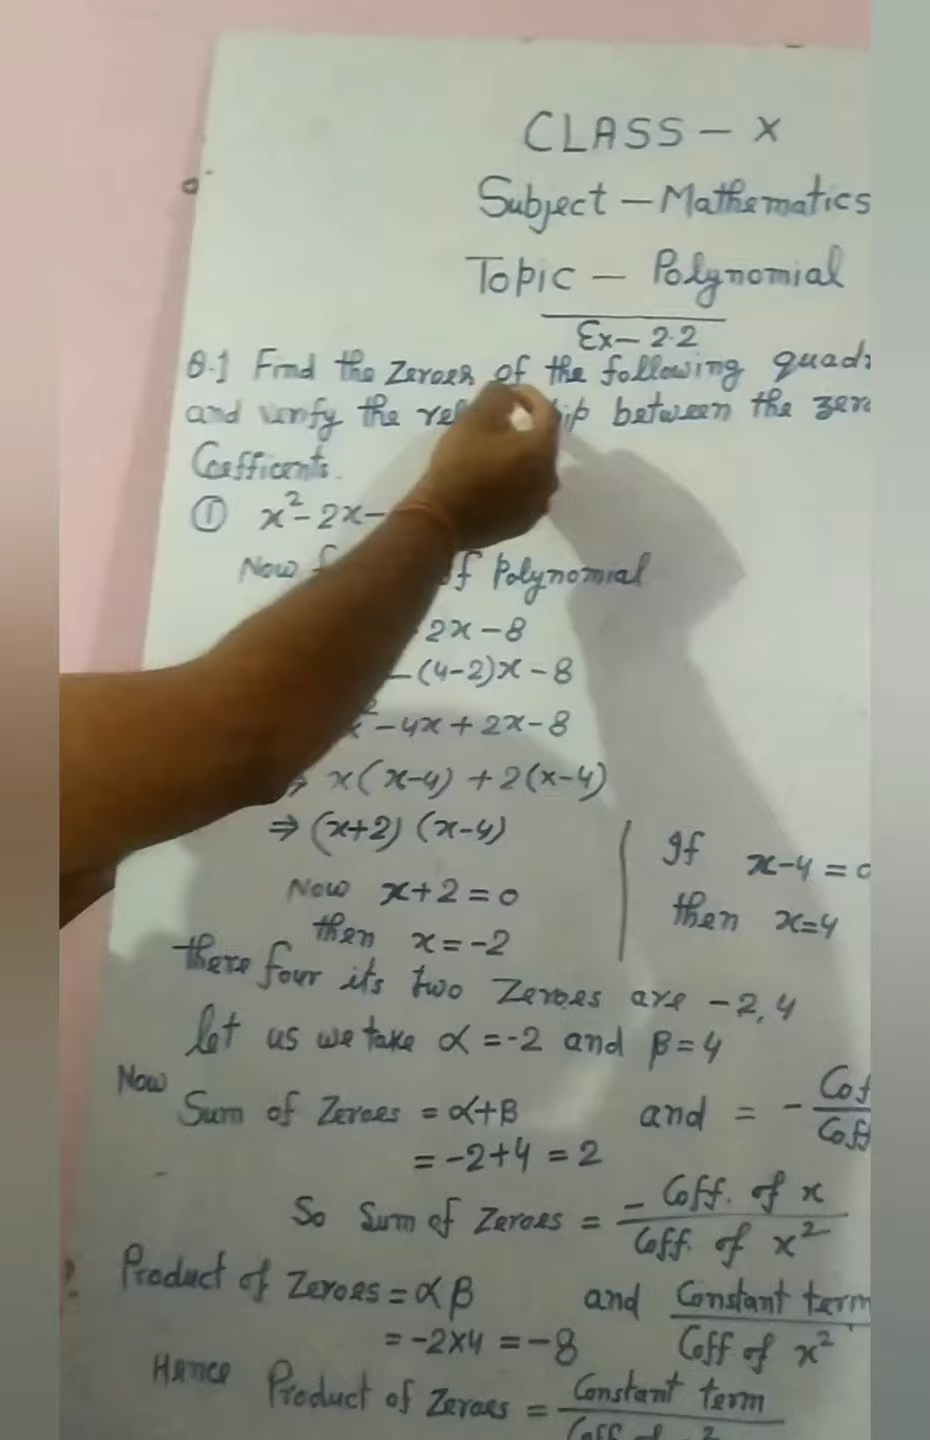 CLASS – X
Subject – Mathematics
Topic – Polynomial
Ex – 2.2
Q.1 Find the Zeroes of the following
and verify the between the
Cofficents.
① x² - 2x -
Now of Polynomial
2x - 8
- (4-2)x - 8
² - 4x + 2x - 8
⇒ x(x-4) + 2(x-4)
⇒ (x+2) (x-4)
Now x+2 = 0
then x = -2
If x-4 = 0
then x=4
there four its two Zeroes are -2, 4
let us we take α = -2 and β = 4
Now
Sum of Zeroes = α+β and = -
= -2+4 = 2
So Sum of Zeroes = - Coff. of x / Coff. of x²
Product of Zeroes = αβ and Constant term / Coff of x²
= -2×4 = -8
Hence Product of Zeroes = Constant term